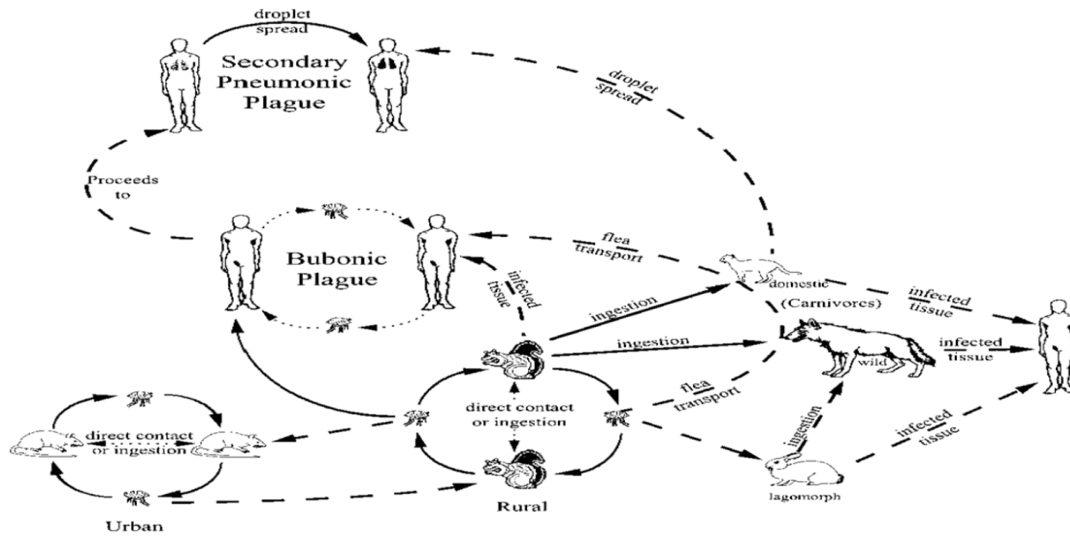 droplet
spread
Secondary
Pneumonic
Plague
droplet
spread
Proceeds
to
Bubonic
Plague
flea
transport
infected
tissue
domestic
(Carnivores)
infected
tissue
ingestion
ingestion
wild
infected
tissue
flea
transport
direct contact
or ingestion
direct contact
or ingestion
ingestion
infected
tissue
lagomorph
Rural
Urban